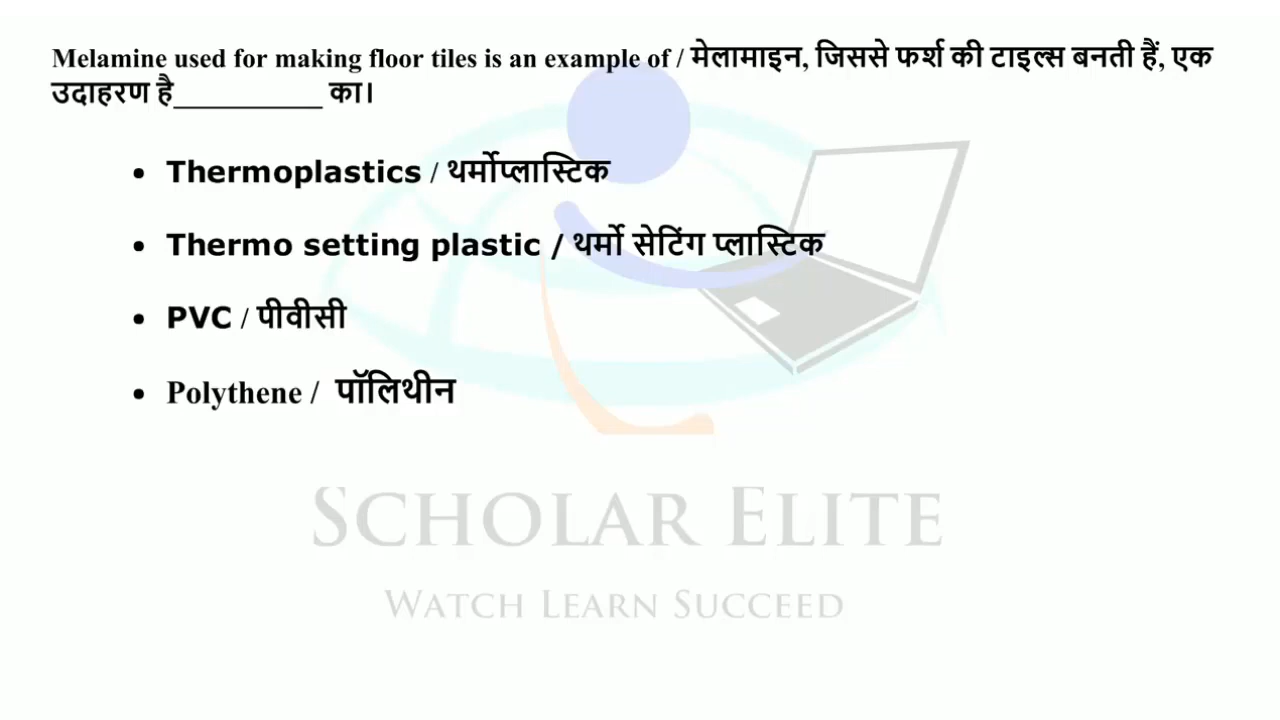 Melamine used for making floor tiles is an example of / मेलामाइन, जिससे फर्श की टाइल्स बनती हैं, एक
उदाहरण है__________ का।
• Thermoplastics / थर्मोप्लास्टिक
• Thermo setting plastic / थर्मो सेटिंग प्लास्टिक
• PVC / पीवीसी
• Polythene / पॉलिथीन
SCHOLAR ELITE
WATCH LEARN SUCCEED